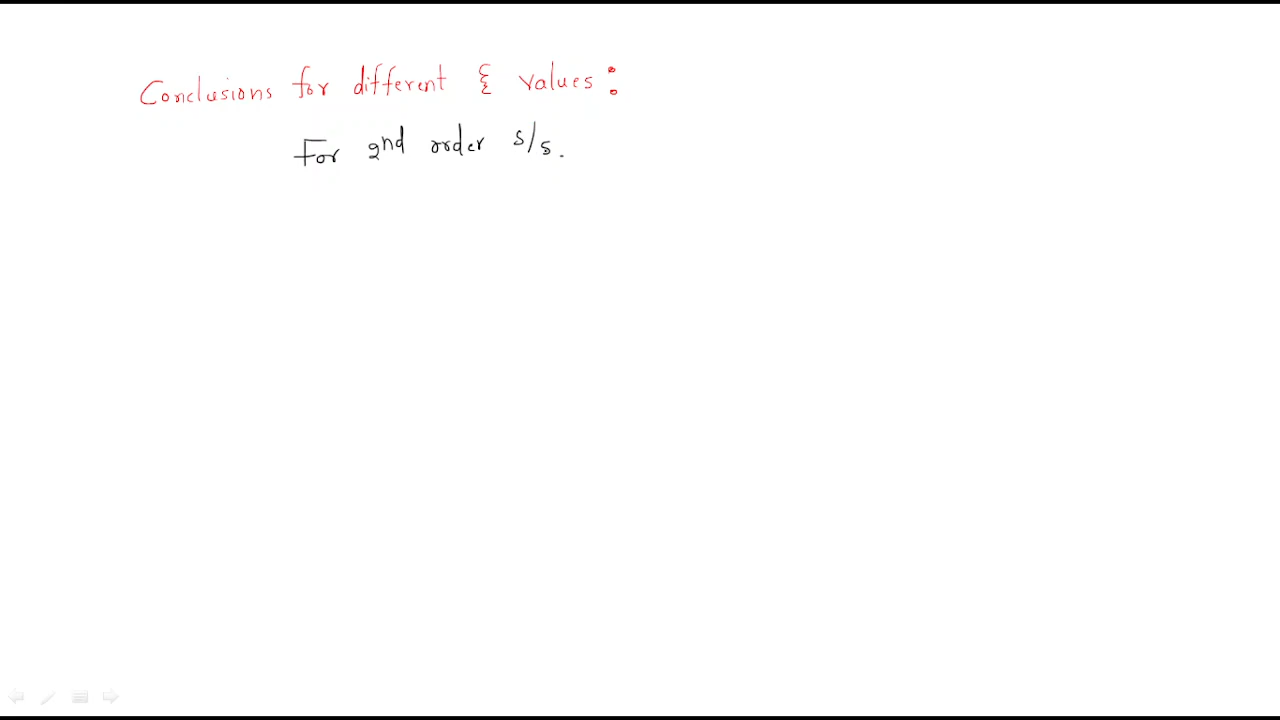 Conclusions for different ξ values :
For 2nd order s/s.